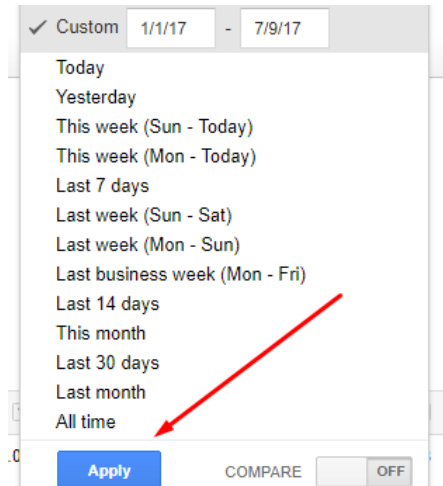 Custom 1/1/17 - 7/9/17
Today
Yesterday
This week (Sun - Today)
This week (Mon - Today)
Last 7 days
Last week (Sun - Sat)
Last week (Mon - Sun)
Last business week (Mon - Fri)
Last 14 days
This month
Last 30 days
Last month
All time
Apply COMPARE OFF